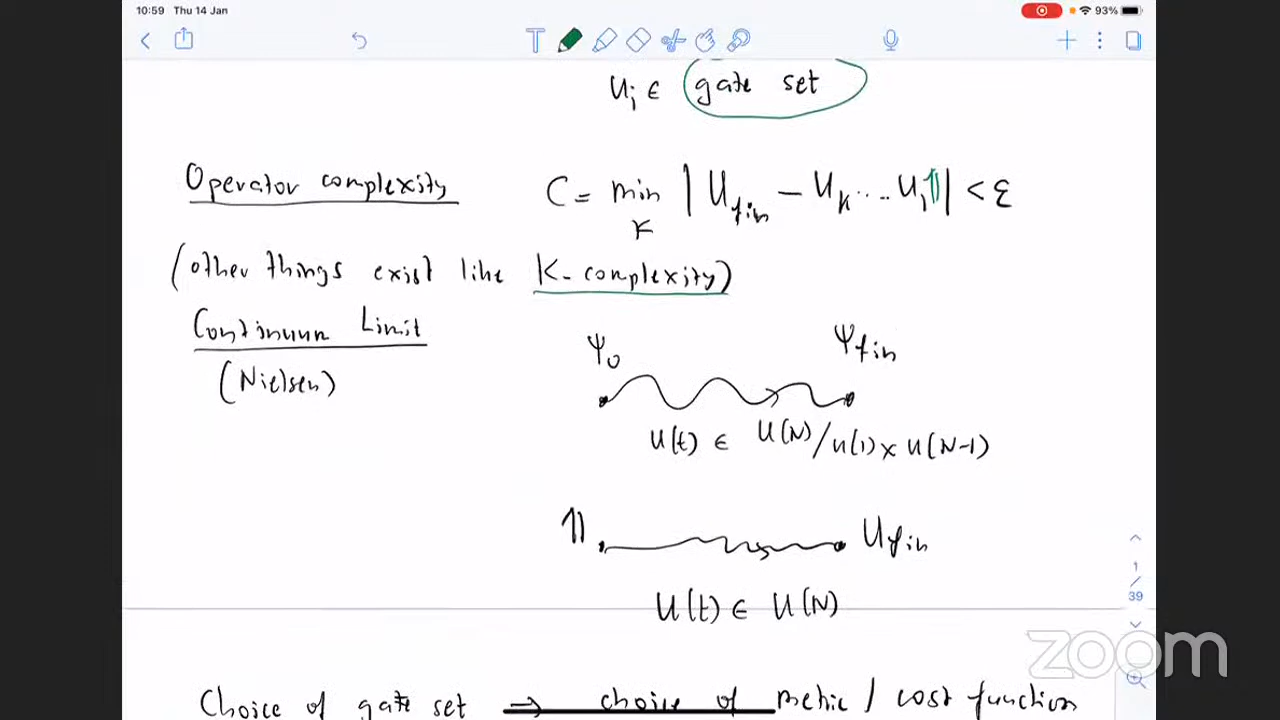 10:59 Thu 14 Jan
93%
T
U_i ∈ gate set
Operator complexity C = min_K | U_fin - U_K ... U_1 𝟙 | < ε
(other things exist like K-complexity)
Continuum Limit
(Nielsen)
Ψ_0 Ψ_fin
U(t) ∈ U(N)/U(1) × U(N-1)
𝟙 U_fin
U(t) ∈ U(N)
1
/
39
zoom
Choice of gate set ⇒ choice of metric / cost function